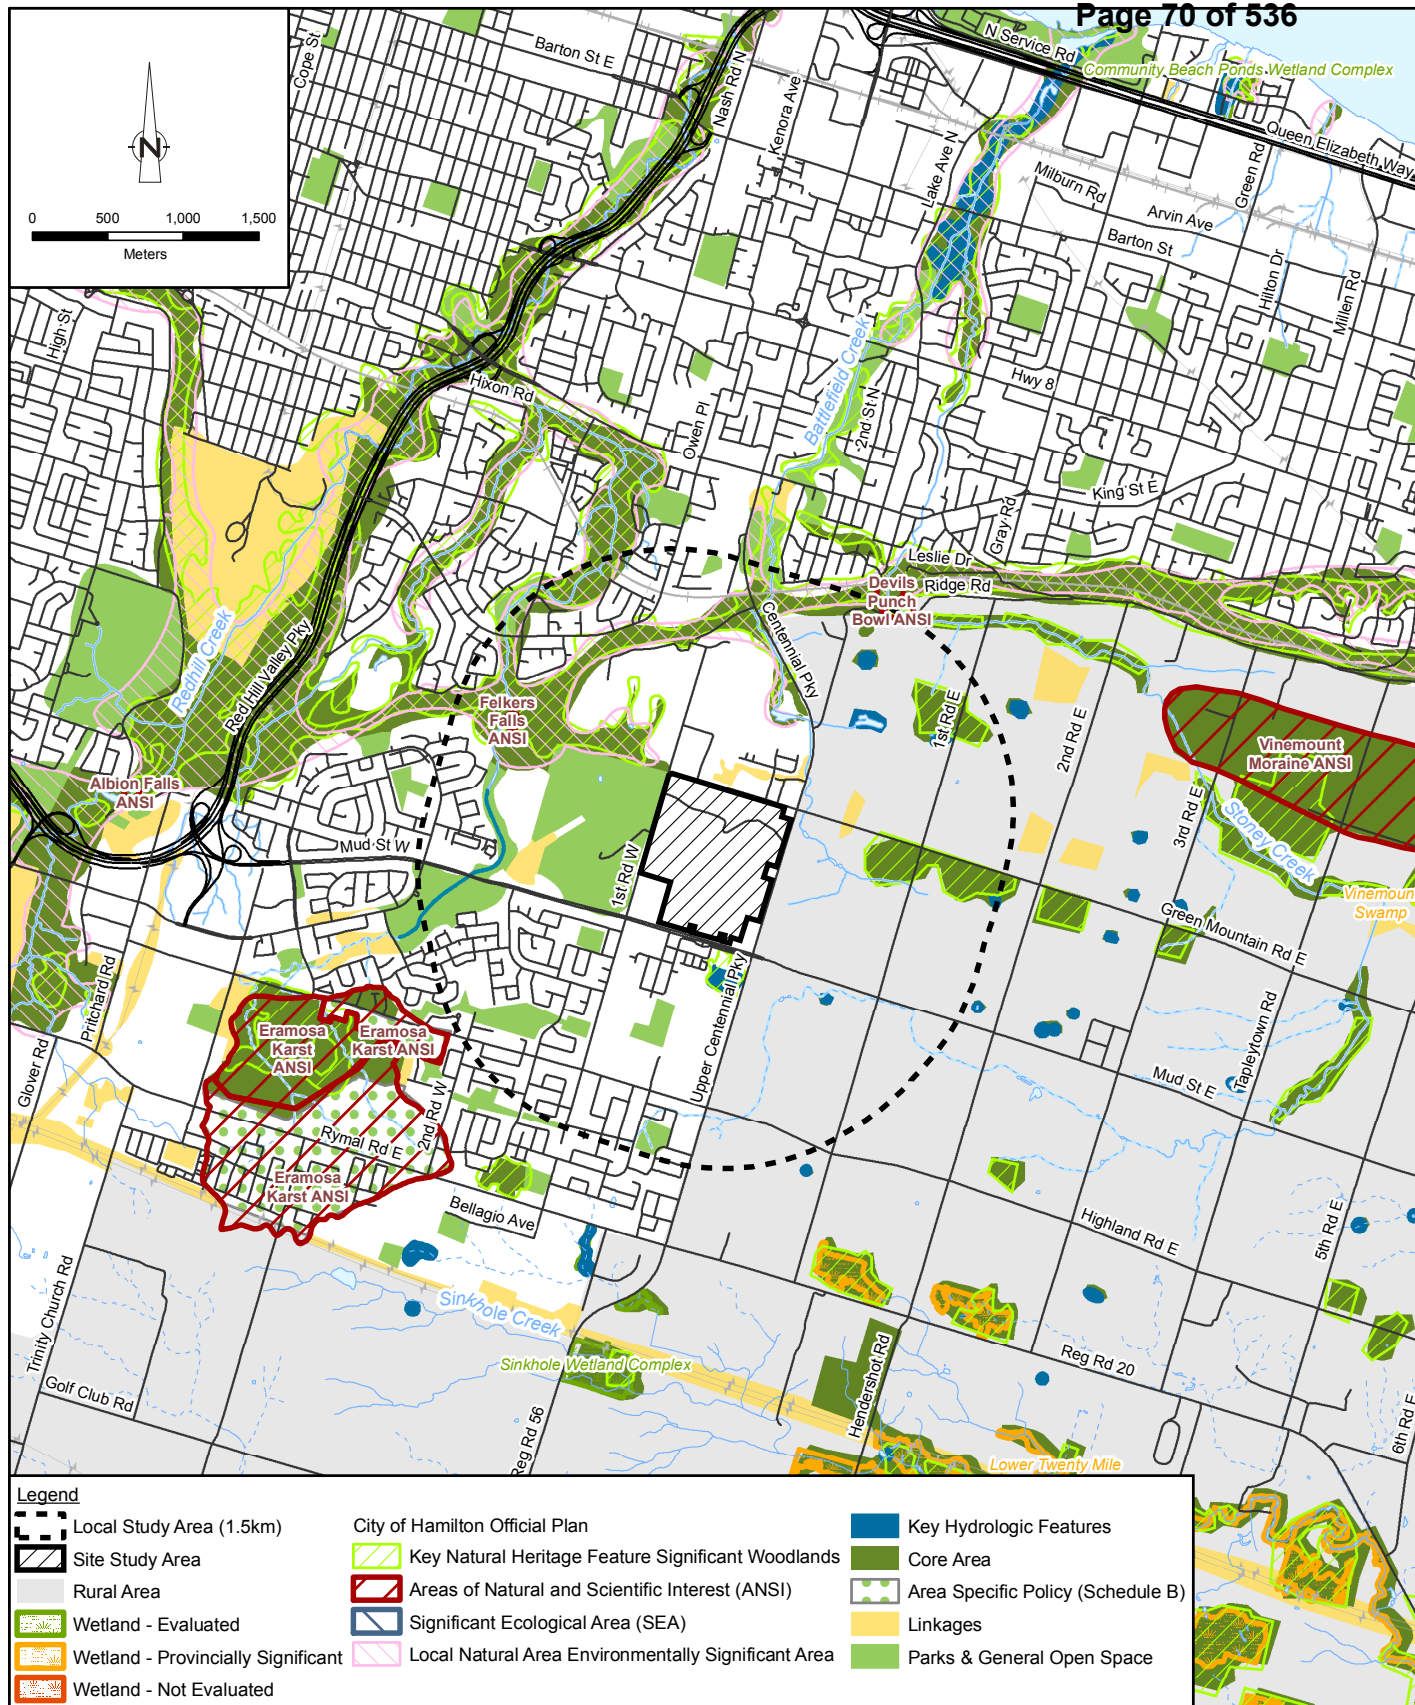 Page 70 of 536
N
0 500 1,000 1,500
Meters
Cope St
Barton St E
Nash Rd N
Kenora Ave
N Service Rd
Community Beach Ponds Wetland Complex
Queen Elizabeth Way
Lake Ave N
Green Rd
Milburn Rd
Arvin Ave
Barton St
Hilton Dr
Millen Rd
High St
Hixon Rd
Owen Pl
Battlefield Creek
2nd St N
Hwy 8
King St E
Gray Rd
Leslie Dr
Ridge Rd
Devils
Punch
Bowl ANSI
Centennial Pky
Redhill Creek
Red Hill Valley Pky
Felkers
Falls
ANSI
1st Rd E
2nd Rd E
Vinemount
Moraine ANSI
Albion Falls
ANSI
Mud St W
1st Rd W
3rd Rd E
Stoney Creek
Vinemoun
Swamp
Green Mountain Rd E
Pritchard Rd
Glover Rd
Eramosa
Karst
ANSI
Eramosa
Karst ANSI
Upper Centennial Pky
Tapleytown Rd
Mud St E
2nd Rd W
Rymal Rd E
Eramosa
Karst ANSI
Bellagio Ave
Highland Rd E
5th Rd E
Trinity Church Rd
Sinkhole Creek
Sinkhole Wetland Complex
Hendershot Rd
Reg Rd 20
Golf Club Rd
Reg Rd 56
6th Rd E
Lower Twenty Mile
Legend
Local Study Area (1.5km)
Site Study Area
Rural Area
Wetland - Evaluated
Wetland - Provincially Significant
Wetland - Not Evaluated
City of Hamilton Official Plan
Key Natural Heritage Feature Significant Woodlands
Areas of Natural and Scientific Interest (ANSI)
Significant Ecological Area (SEA)
Local Natural Area Environmentally Significant Area
Key Hydrologic Features
Core Area
Area Specific Policy (Schedule B)
Linkages
Parks & General Open Space